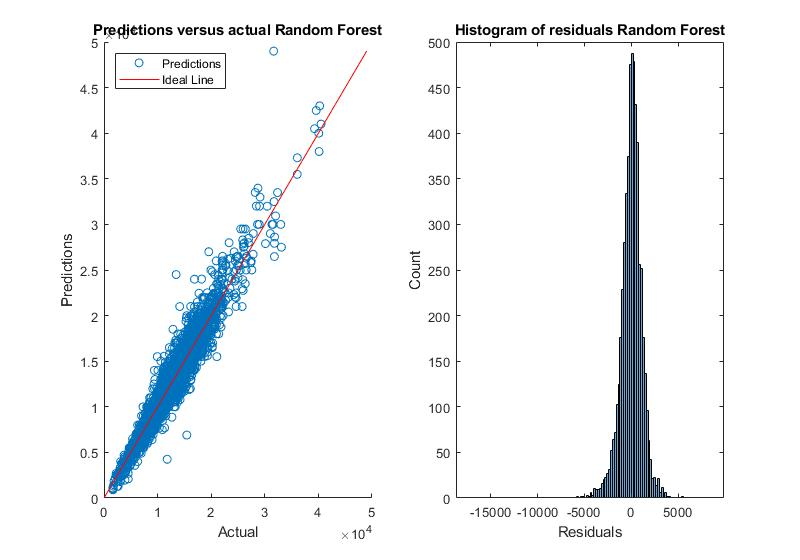 Predictions versus actual Random Forest
5
4.5
4
3.5
3
2.5
2
1.5
1
0.5
0
Predictions
Predictions
Ideal Line
0 1 2 3 4 5
Actual
×10⁴
Histogram of residuals Random Forest
500
450
400
350
300
250
200
150
100
50
0
Count
-15000 -10000 -5000 0 5000
Residuals